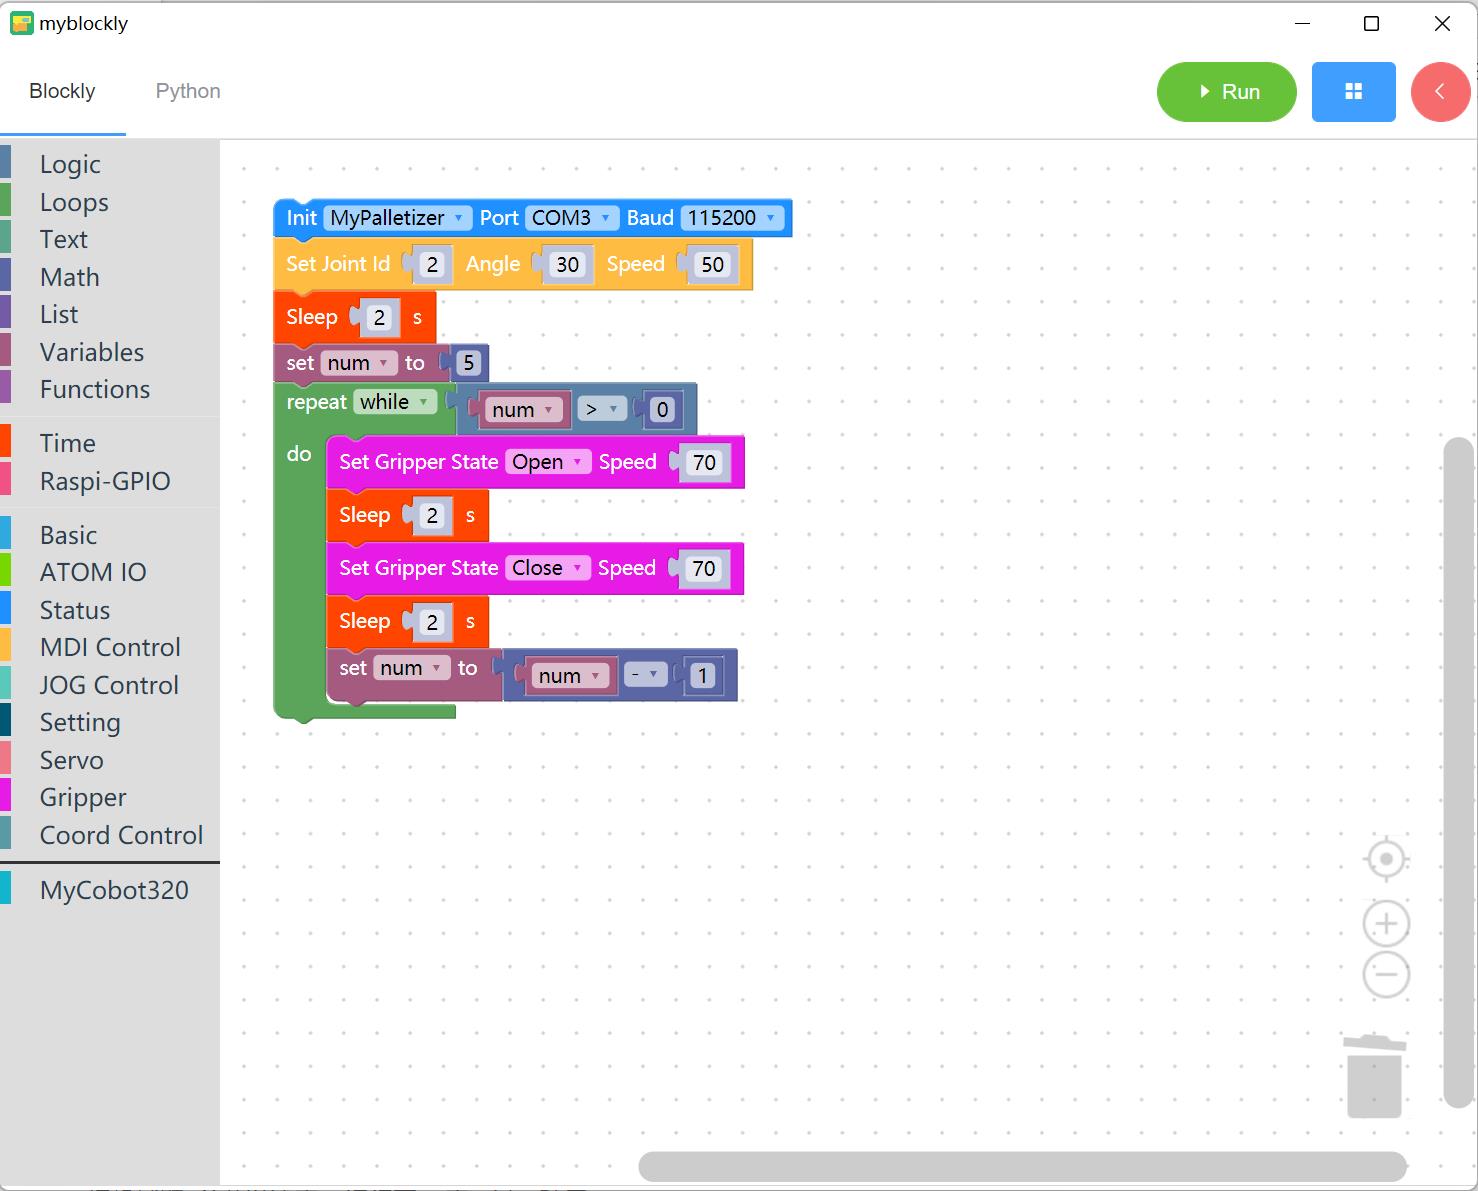 myblockly
Blockly Python Run
Logic
Loops
Text
Math
List
Variables
Functions
Time
Raspi-GPIO
Basic
ATOM IO
Status
MDI Control
JOG Control
Setting
Servo
Gripper
Coord Control
MyCobot320
Init MyPalletizer Port COM3 Baud 115200
Set Joint Id 2 Angle 30 Speed 50
Sleep 2 s
set num to 5
repeat while num > 0
do Set Gripper State Open Speed 70
Sleep 2 s
Set Gripper State Close Speed 70
Sleep 2 s
set num to num - 1